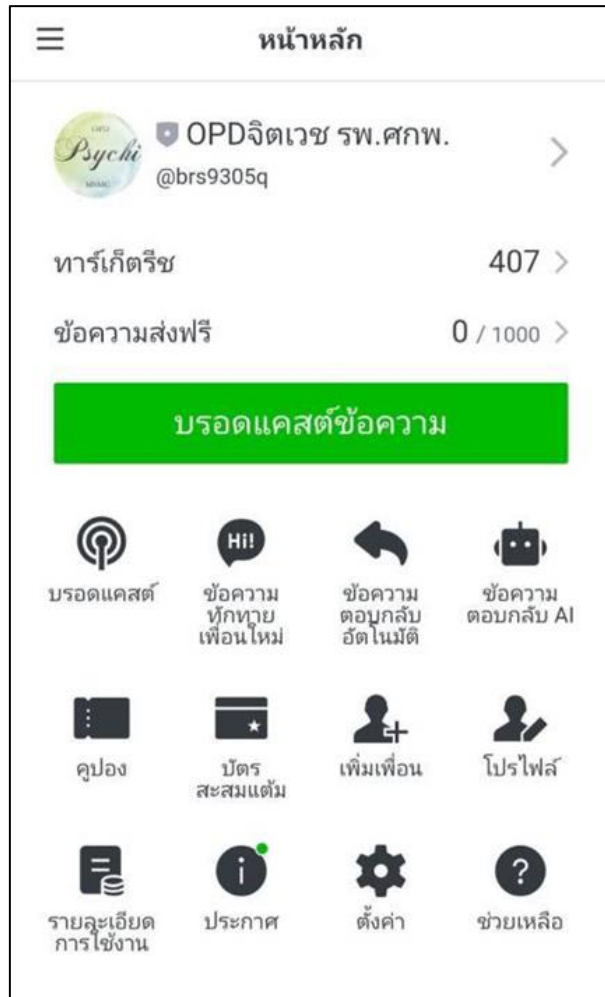 หน้าหลัก
OPD
Psychi
MNMC
OPDจิตเวช รพ.ศกพ.
@brs9305q
ทาร์เก็ตรีช 407
ข้อความส่งฟรี 0 / 1000
บรอดแคสต์ข้อความ
Hi!
บรอดแคสต์
ข้อความ
ทักทาย
เพื่อนใหม่
ข้อความ
ตอบกลับ
อัตโนมัติ
ข้อความ
ตอบกลับ AI
คูปอง
บัตร
สะสมแต้ม
เพิ่มเพื่อน
โปรไฟล์
รายละเอียด
การใช้งาน
ประกาศ
ตั้งค่า
ช่วยเหลือ